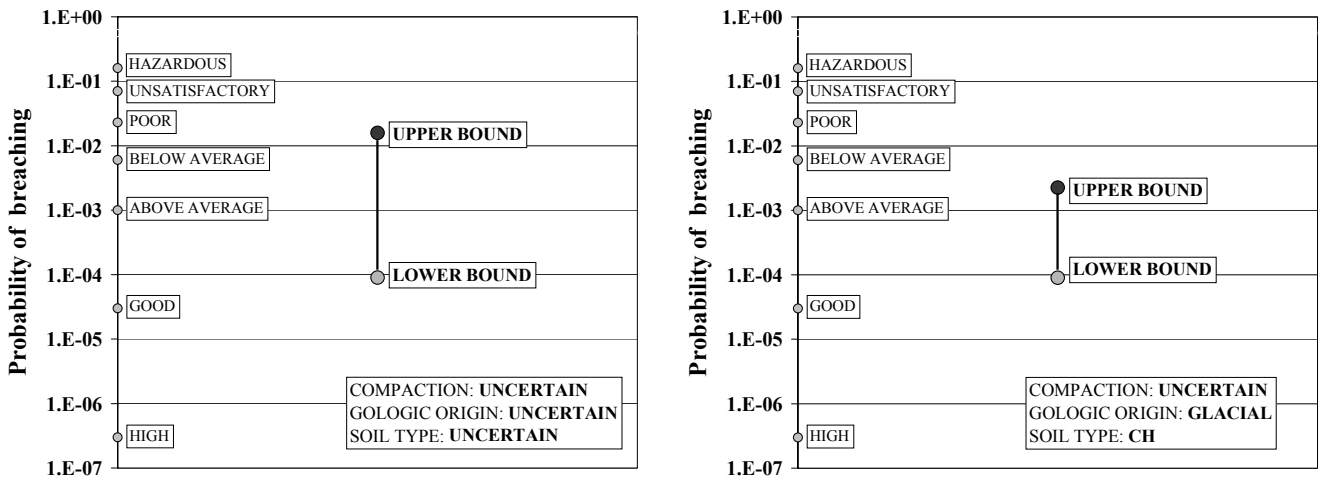 Probability of breaching
1.E+00
1.E-01
1.E-02
1.E-03
1.E-04
1.E-05
1.E-06
1.E-07
HAZARDOUS
UNSATISFACTORY
POOR
BELOW AVERAGE
ABOVE AVERAGE
GOOD
HIGH
UPPER BOUND
LOWER BOUND
COMPACTION: UNCERTAIN
GOLOGIC ORIGIN: UNCERTAIN
SOIL TYPE: UNCERTAIN
Probability of breaching
1.E+00
1.E-01
1.E-02
1.E-03
1.E-04
1.E-05
1.E-06
1.E-07
HAZARDOUS
UNSATISFACTORY
POOR
BELOW AVERAGE
ABOVE AVERAGE
GOOD
HIGH
UPPER BOUND
LOWER BOUND
COMPACTION: UNCERTAIN
GOLOGIC ORIGIN: GLACIAL
SOIL TYPE: CH